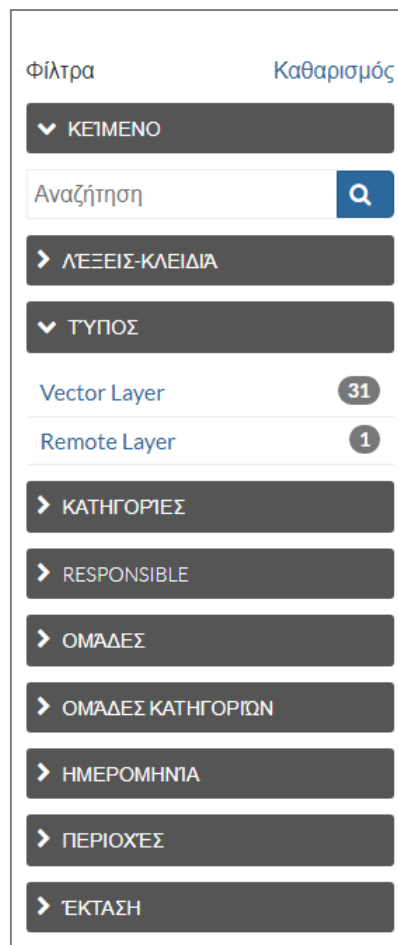 Φίλτρα Καθαρισμός
ΚΕΊΜΕΝΟ
Αναζήτηση
ΛΈΞΕΙΣ-ΚΛΕΙΔΙΆ
ΤΎΠΟΣ
Vector Layer 31
Remote Layer 1
ΚΑΤΗΓΟΡΊΕΣ
RESPONSIBLE
ΟΜΆΔΕΣ
ΟΜΆΔΕΣ ΚΑΤΗΓΟΡΙΏΝ
ΗΜΕΡΟΜΗΝΊΑ
ΠΕΡΙΟΧΈΣ
ΈΚΤΑΣΗ